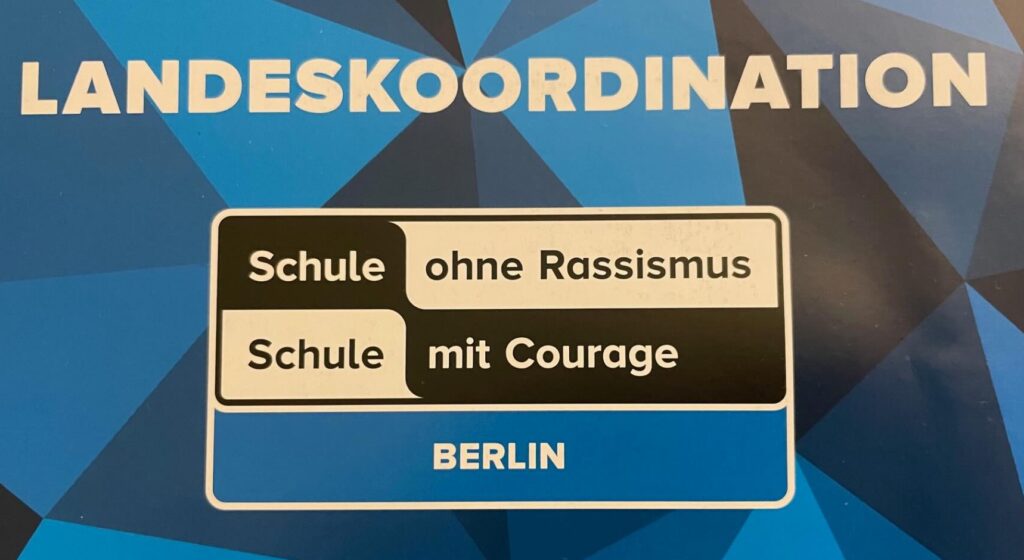 LANDESKOORDINATION
Schule ohne Rassismus
Schule mit Courage
BERLIN